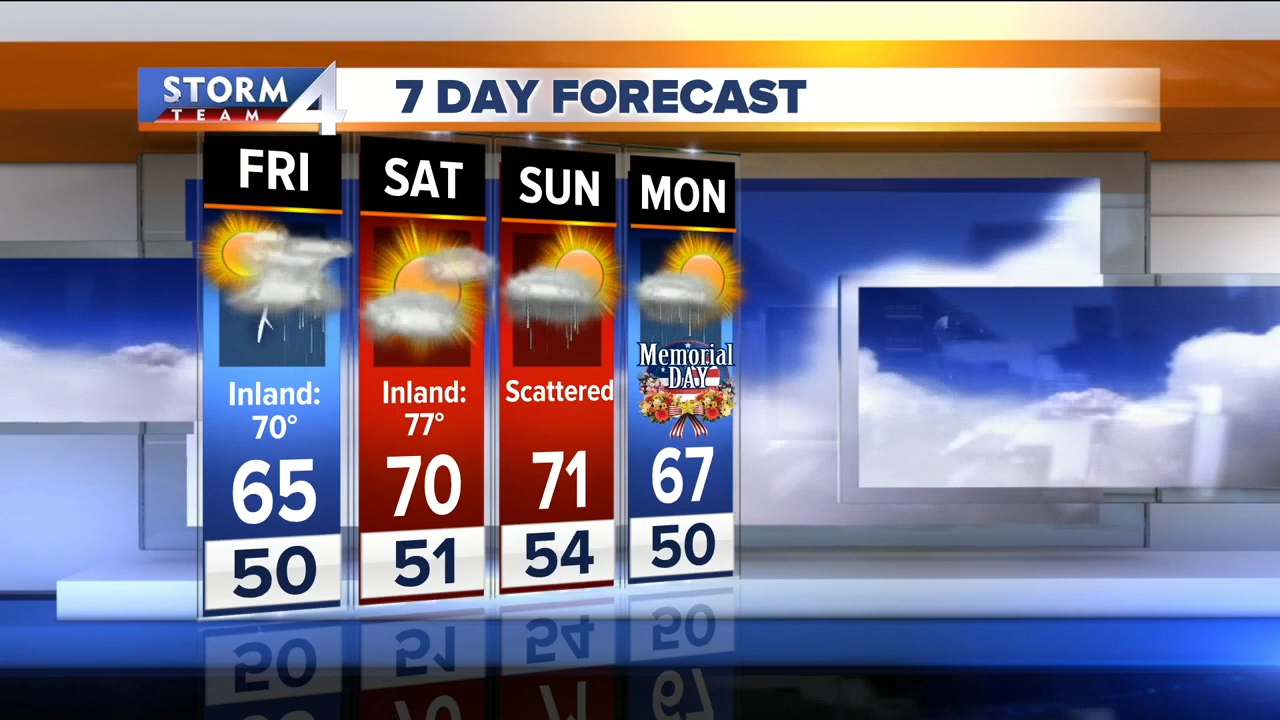 STORM
TEAM
4
7 DAY FORECAST
FRI
Inland:
70°
65
50
SAT
Inland:
77°
70
51
SUN
Scattered
71
54
MON
Memorial
DAY
67
50